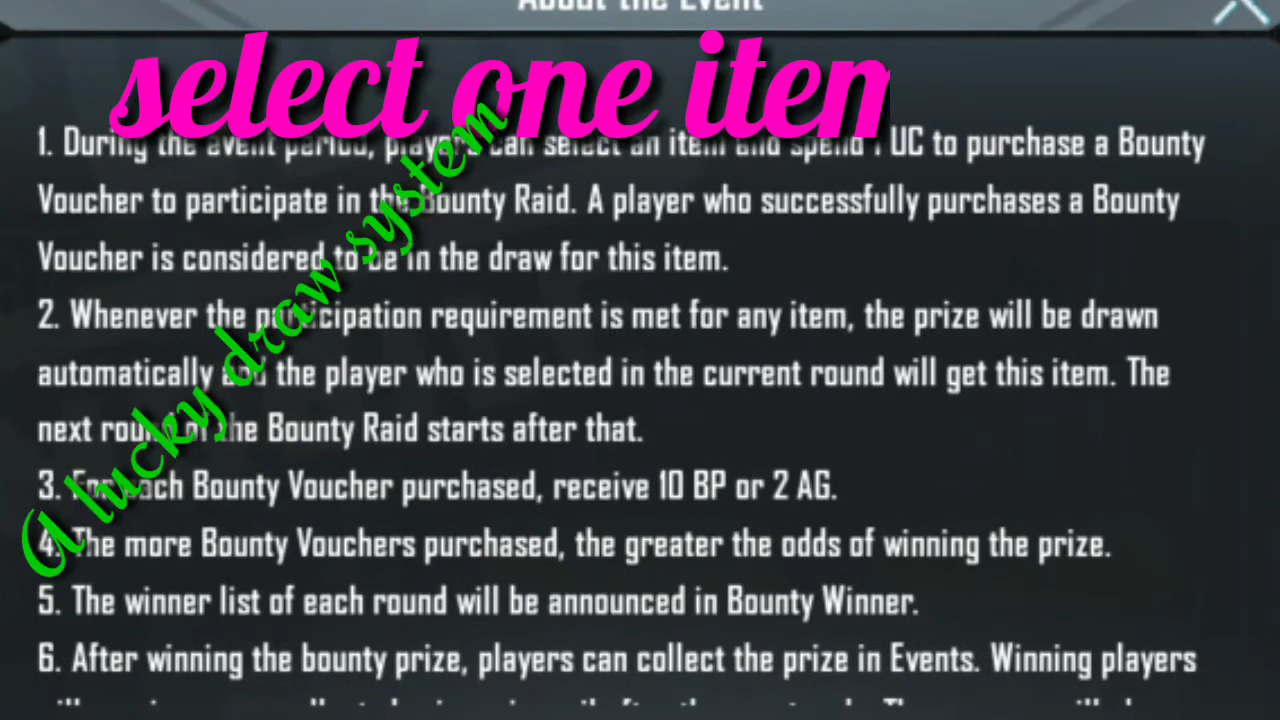 About the Event
select one item
1. During the event period, players can select an item and spend 1 UC to purchase a Bounty
Voucher to participate in the Bounty Raid. A player who successfully purchases a Bounty
Voucher is considered to be in the draw for this item.
2. Whenever the participation requirement is met for any item, the prize will be drawn
automatically and the player who is selected in the current round will get this item. The
next round of the Bounty Raid starts after that.
3. For each Bounty Voucher purchased, receive 10 BP or 2 AG.
4. The more Bounty Vouchers purchased, the greater the odds of winning the prize.
5. The winner list of each round will be announced in Bounty Winner.
6. After winning the bounty prize, players can collect the prize in Events. Winning players
A lucky draw system